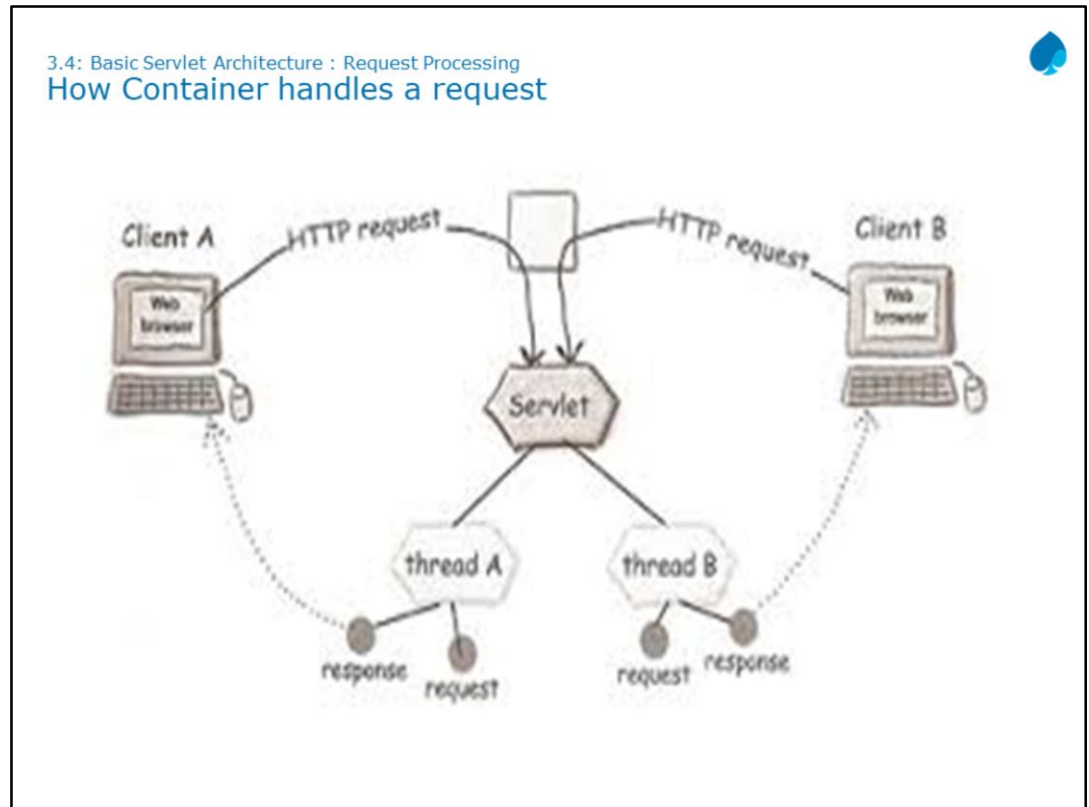 3.4: Basic Servlet Architecture : Request Processing
How Container handles a request
Client A
HTTP request
HTTP request
Client B
Web
browser
Web
browser
Servlet
thread A
thread B
response
request
request
response